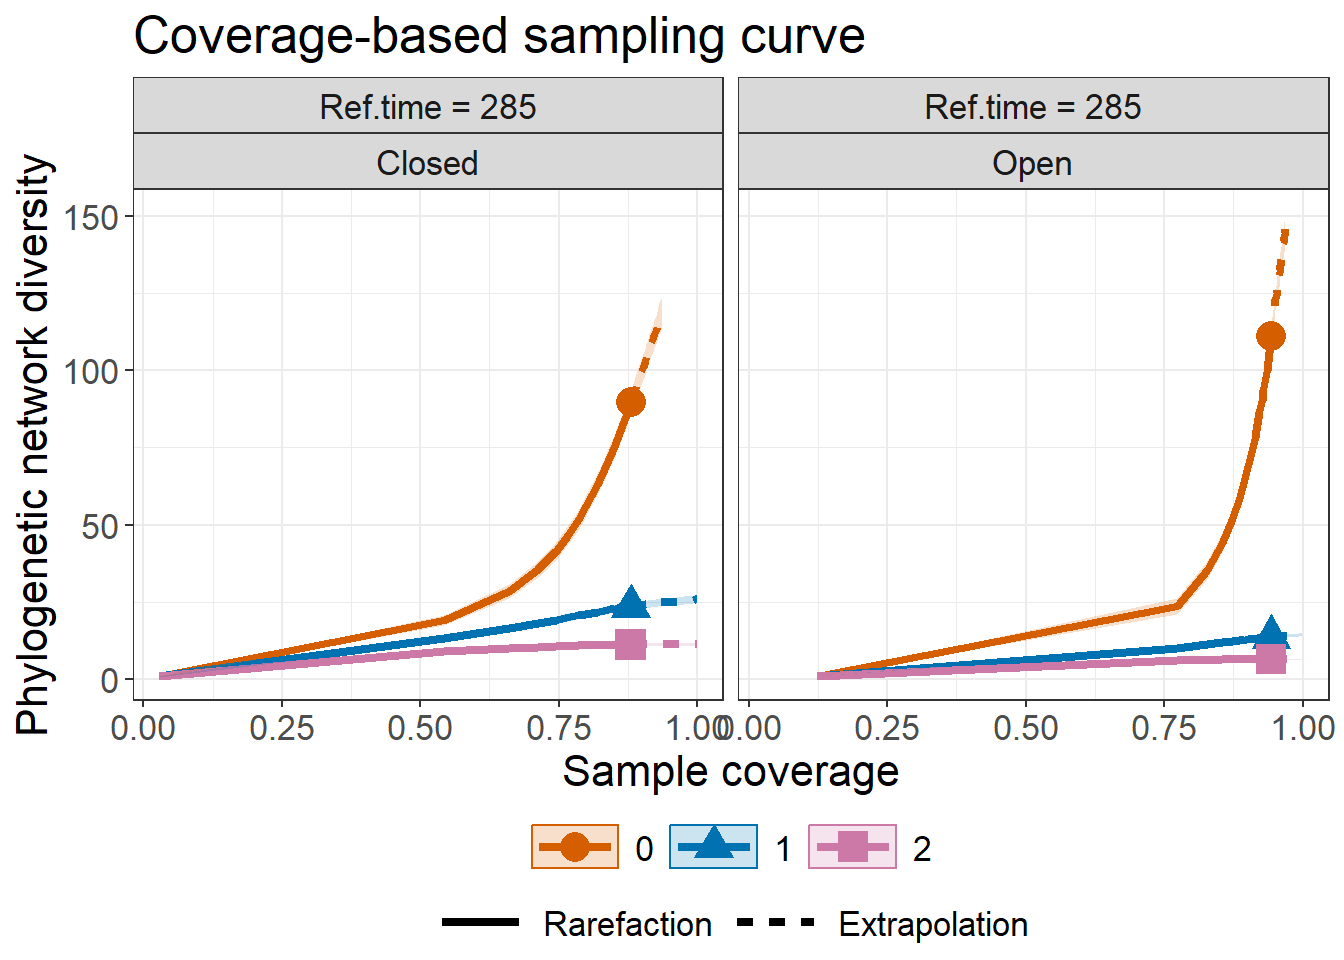 Coverage-based sampling curve
Ref.time = 285
Ref.time = 285
Closed
Open
Phylogenetic network diversity
150
100
50
0
0.00 0.25 0.50 0.75 1.00
0.00 0.25 0.50 0.75 1.00
Sample coverage
0 1 2
Rarefaction Extrapolation